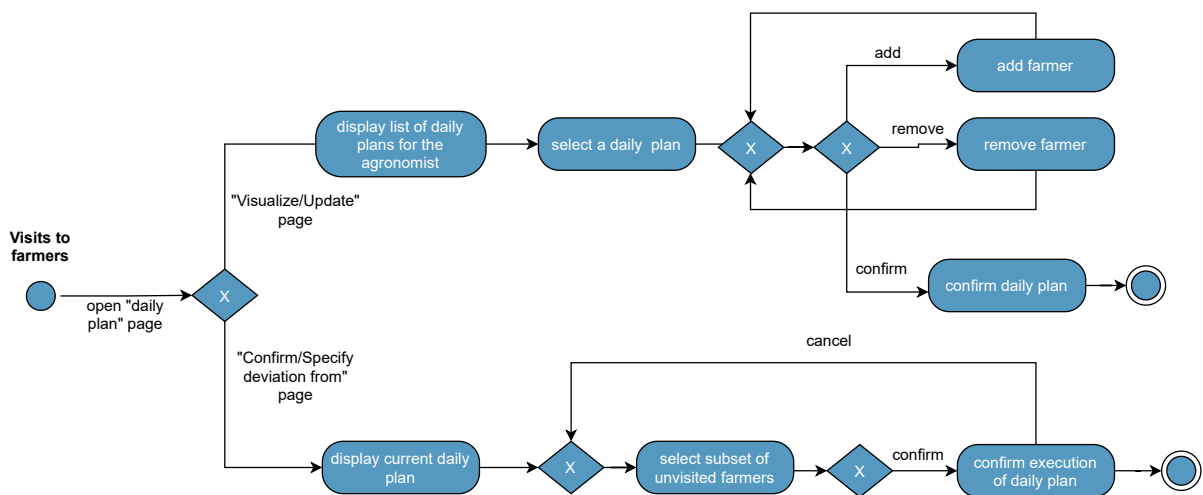 Visits to
farmers
open "daily
plan" page
X
"Visualize/Update"
page
display list of daily
plans for the
agronomist
select a daily plan
X
X
add
add farmer
remove
remove farmer
confirm
confirm daily plan
"Confirm/Specify
deviation from"
page
display current daily
plan
X
select subset of
unvisited farmers
X
confirm
confirm execution
of daily plan
cancel